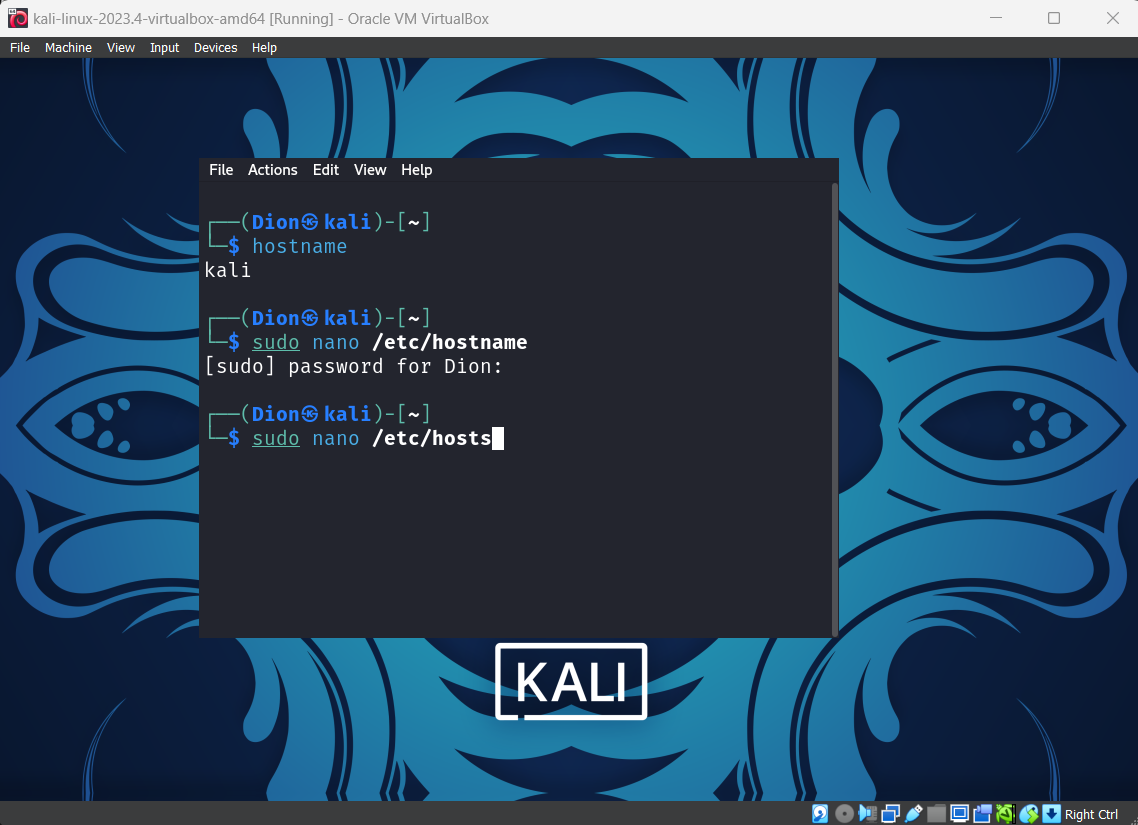 kali-linux-2023.4-virtualbox-amd64 [Running] - Oracle VM VirtualBox
File Machine View Input Devices Help
File Actions Edit View Help
┌──(Dion㉿kali)-[~]
└─$ hostname
kali
┌──(Dion㉿kali)-[~]
└─$ sudo nano /etc/hostname
[sudo] password for Dion:
┌──(Dion㉿kali)-[~]
└─$ sudo nano /etc/hosts
KALI
Right Ctrl